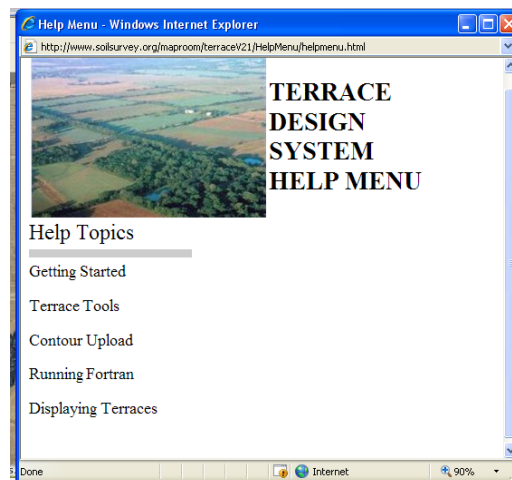 Help Menu - Windows Internet Explorer
http://www.soilsurvey.org/maproom/terraceV21/HelpMenu/helpmenu.html
TERRACE
DESIGN
SYSTEM
HELP MENU
Help Topics
Getting Started
Terrace Tools
Contour Upload
Running Fortran
Displaying Terraces
Done
Internet
90%